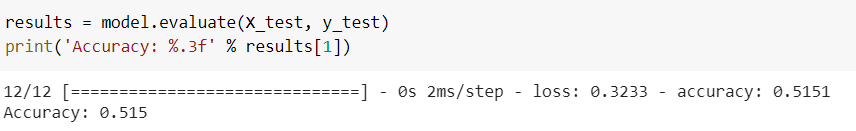 results = model.evaluate(X_test, y_test)
print('Accuracy: %.3f' % results[1])
12/12 [==============================] - 0s 2ms/step - loss: 0.3233 - accuracy: 0.5151
Accuracy: 0.515